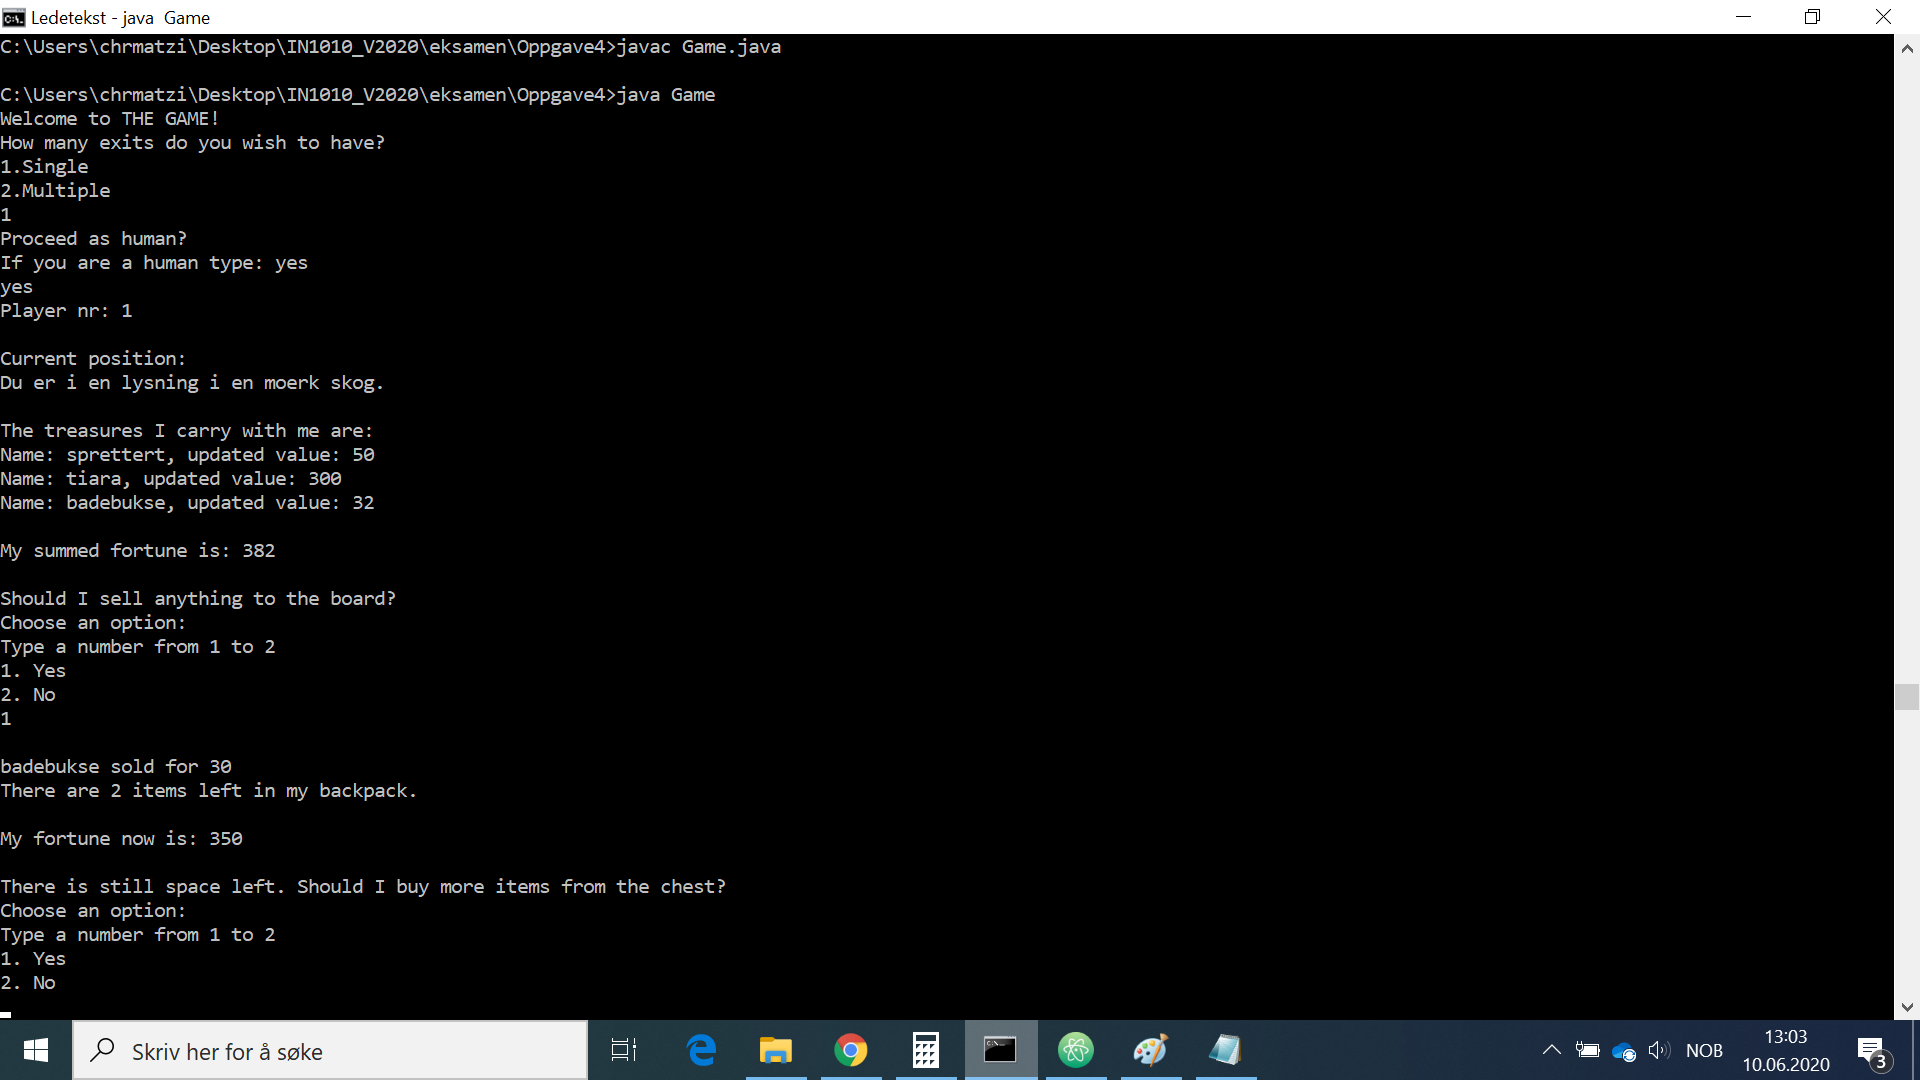 Ledetekst - java  Game
C:\Users\chrmatzi\Desktop\IN1010_V2020\eksamen\Oppgave4>javac Game.java
C:\Users\chrmatzi\Desktop\IN1010_V2020\eksamen\Oppgave4>java Game
Welcome to THE GAME!
How many exits do you wish to have?
1.Single
2.Multiple
1
Proceed as human?
If you are a human type: yes
yes
Player nr: 1
Current position:
Du er i en lysning i en moerk skog.
The treasures I carry with me are:
Name: sprettert, updated value: 50
Name: tiara, updated value: 300
Name: badebukse, updated value: 32
My summed fortune is: 382
Should I sell anything to the board?
Choose an option:
Type a number from 1 to 2
1. Yes
2. No
1
badebukse sold for 30
There are 2 items left in my backpack.
My fortune now is: 350
There is still space left. Should I buy more items from the chest?
Choose an option:
Type a number from 1 to 2
1. Yes
2. No
Skriv her for å søke
NOB
13:03
10.06.2020
3